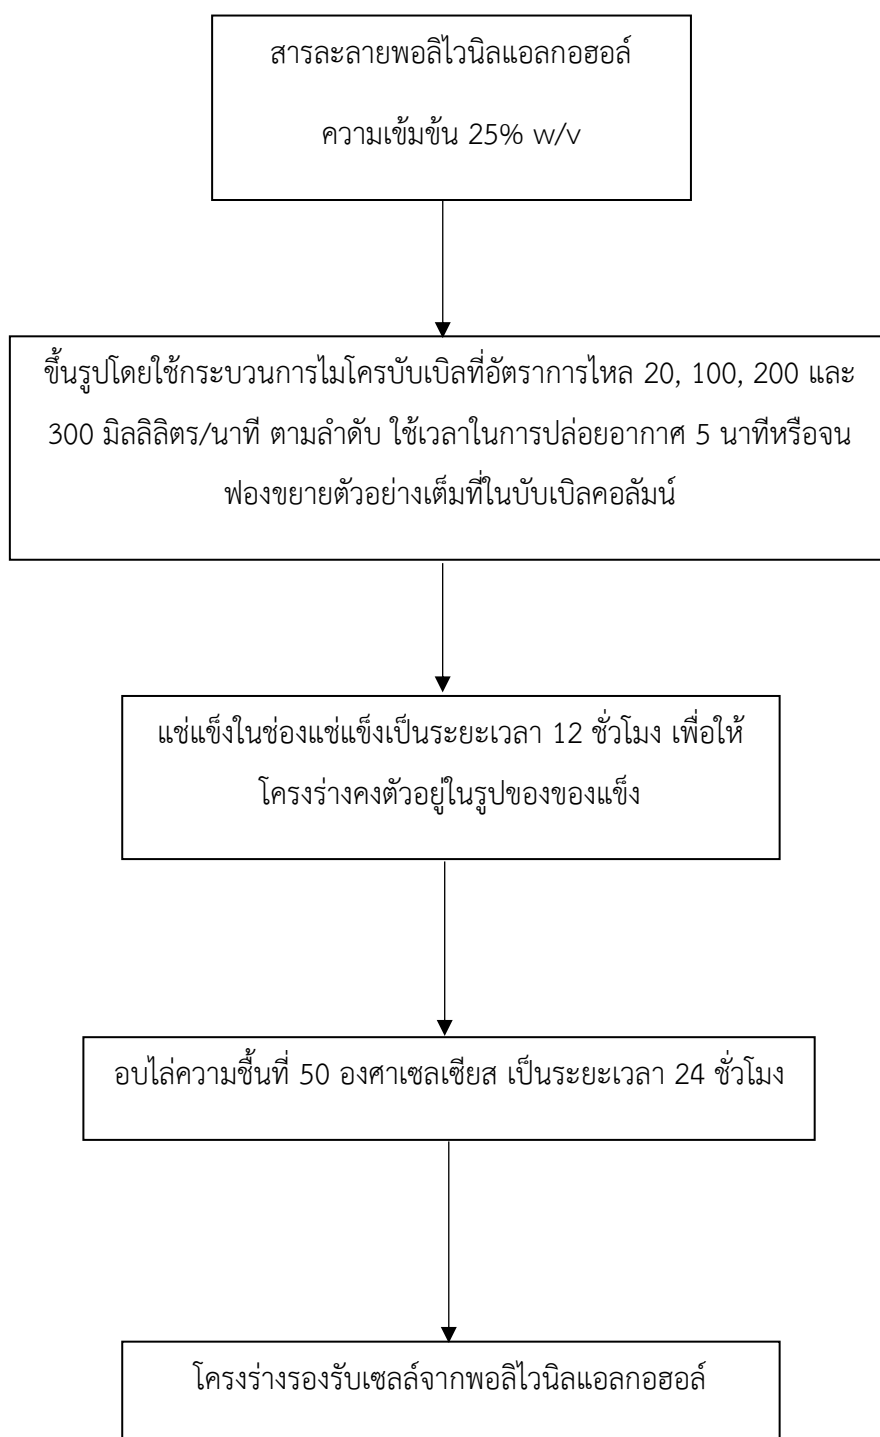 สารละลายพอลิไวนิลแอลกอฮอล์
ความเข้มข้น 25% w/v
ขึ้นรูปโดยใช้กระบวนการไมโครบับเบิลที่อัตราการไหล 20, 100, 200 และ
300 มิลลิลิตร/นาที ตามลำดับ ใช้เวลาในการปล่อยอากาศ 5 นาทีหรือจน
ฟองขยายตัวอย่างเต็มที่ในบับเบิลคอลัมน์
แช่แข็งในช่องแช่แข็งเป็นระยะเวลา 12 ชั่วโมง เพื่อให้
โครงร่างคงตัวอยู่ในรูปของของแข็ง
อบไล่ความชื้นที่ 50 องศาเซลเซียส เป็นระยะเวลา 24 ชั่วโมง
โครงร่างรองรับเซลล์จากพอลิไวนิลแอลกอฮอล์